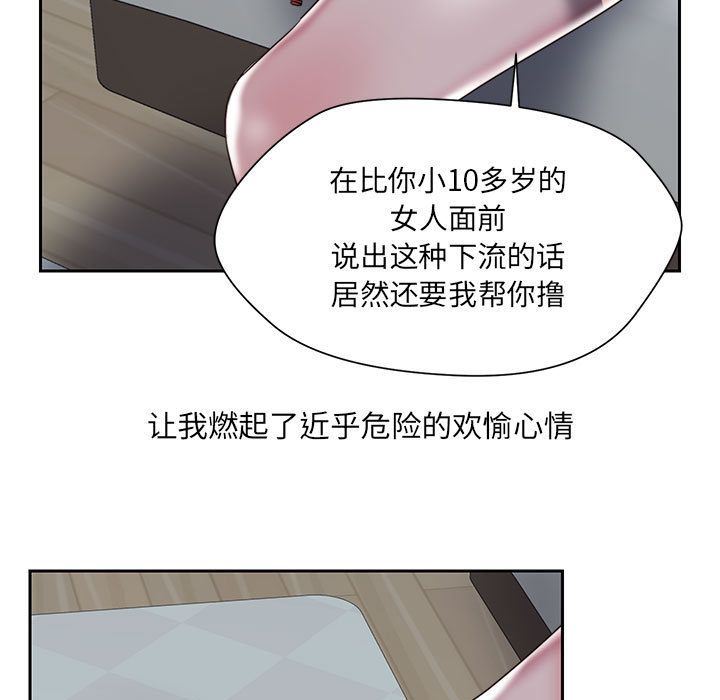 在比你小10多岁的
女人面前
说出这种下流的话
居然还要我帮你撸
让我燃起了近乎危险的欢愉心情